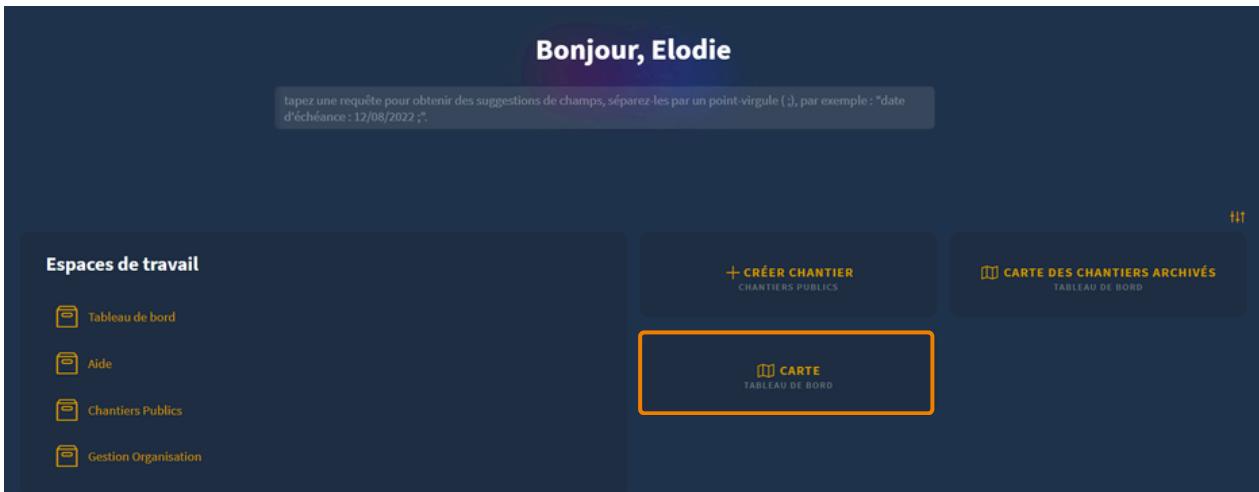 Bonjour, Elodie
tapez une requête pour obtenir des suggestions de champs, séparez-les par un point-virgule ( ;), par exemple : "date
d'échéance : 12/08/2022 ;".
Espaces de travail
Tableau de bord
Aide
Chantiers Publics
Gestion Organisation
CRÉER CHANTIER
CHANTIERS PUBLICS
CARTE DES CHANTIERS ARCHIVÉS
TABLEAU DE BORD
CARTE
TABLEAU DE BORD